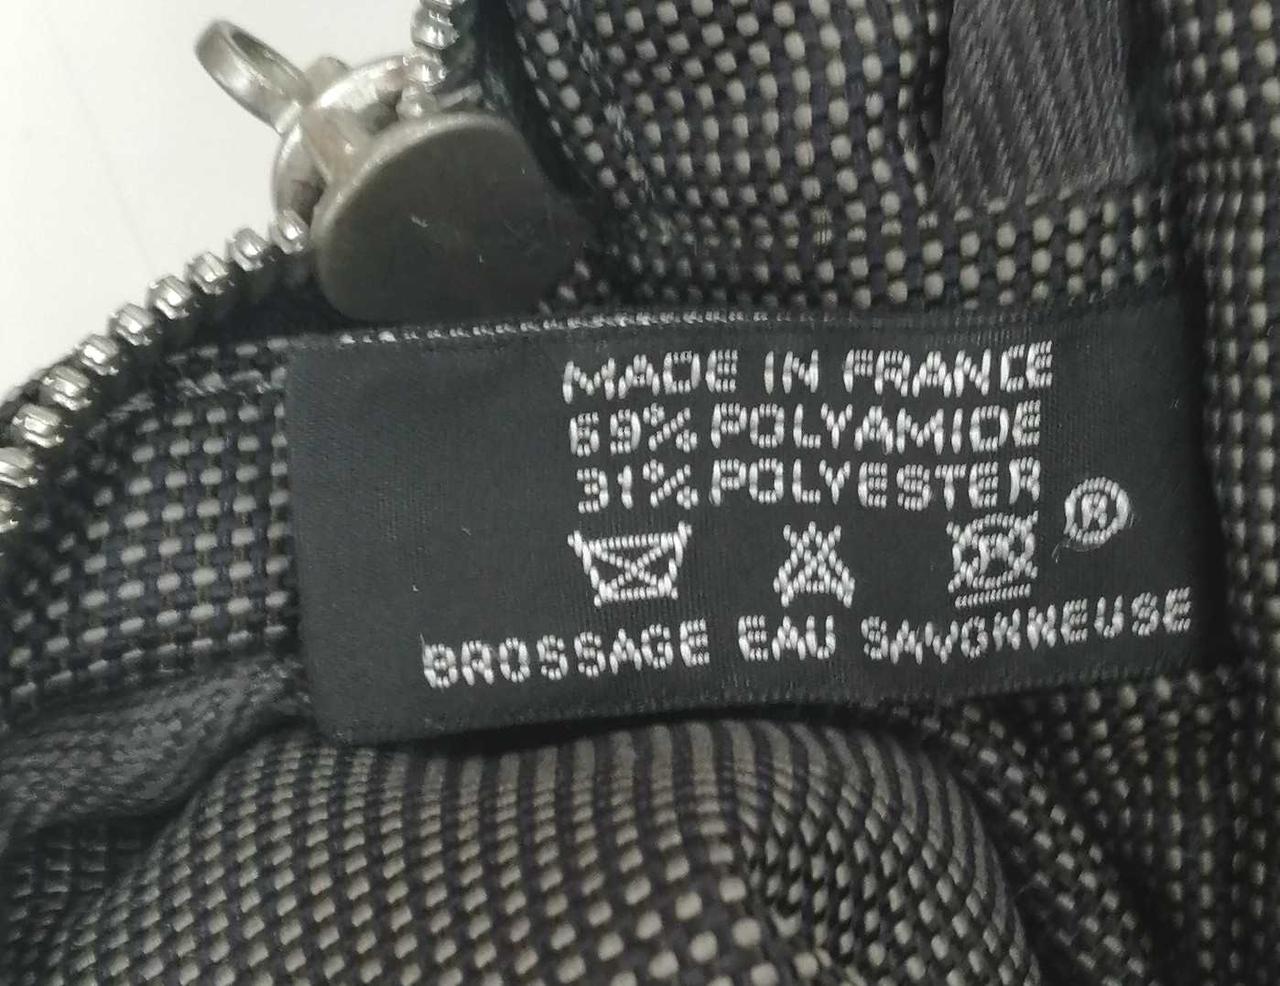 MADE IN FRANCE
69% POLYAMIDE
31% POLYESTER
®
BROSSAGE EAU SAVONNEUSE